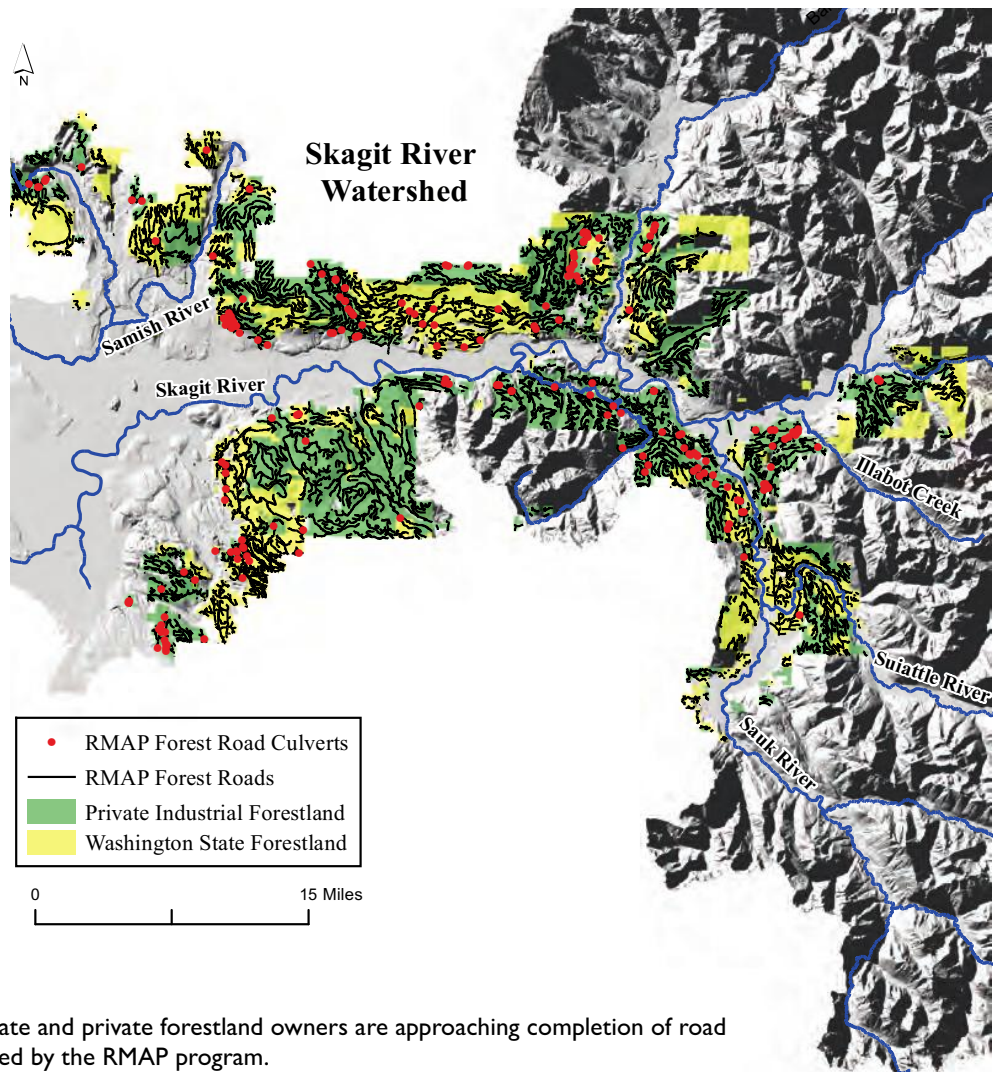 Ba
N
Skagit River
Watershed
Samish River
Skagit River
Illabot Creek
Suiattle River
Sauk River
RMAP Forest Road Culverts
RMAP Forest Roads
Private Industrial Forestland
Washington State Forestland
0 15 Miles
ate and private forestland owners are approaching completion of road
ed by the RMAP program.